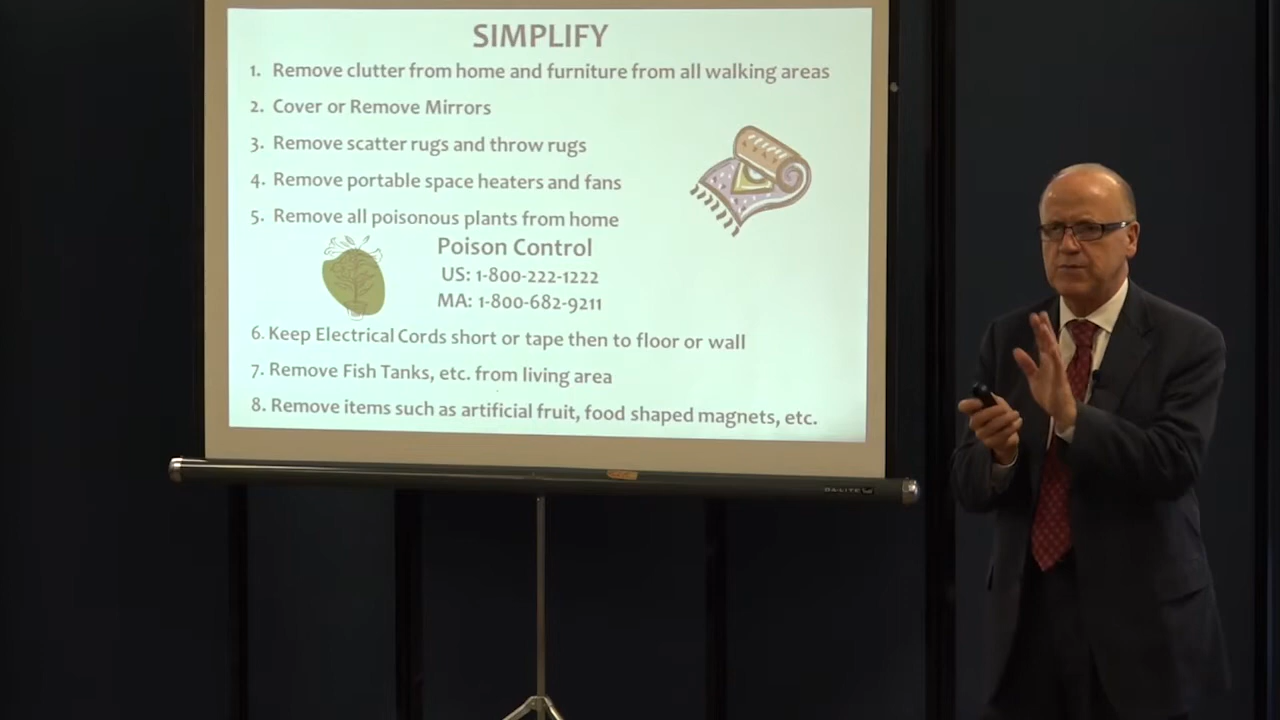 SIMPLIFY
1. Remove clutter from home and furniture from all walking areas
2. Cover or Remove Mirrors
3. Remove scatter rugs and throw rugs
4. Remove portable space heaters and fans
5. Remove all poisonous plants from home
Poison Control
US: 1-800-222-1222
MA: 1-800-682-9211
6. Keep Electrical Cords short or tape then to floor or wall
7. Remove Fish Tanks, etc. from living area
8. Remove items such as artificial fruit, food shaped magnets, etc.
DA-LITE